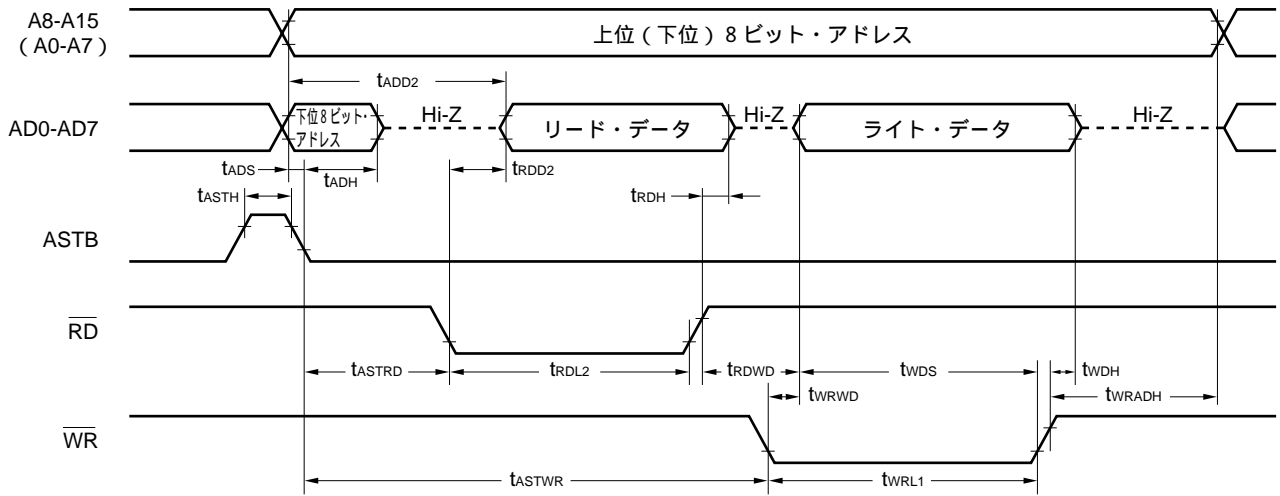 A8-A15
(A0-A7)
上位(下位)8ビット・アドレス
tADD2
AD0-AD7
下位8ビット・
アドレス
Hi-Z
リード・データ
Hi-Z
ライト・データ
Hi-Z
tADS
tADH
tRDD2
tASTH
tRDH
ASTB
RD
tASTRD
tRDL2
tRDWD
tWDS
tWDH
tWRWD
tWRADH
WR
tASTWR
tWRL1